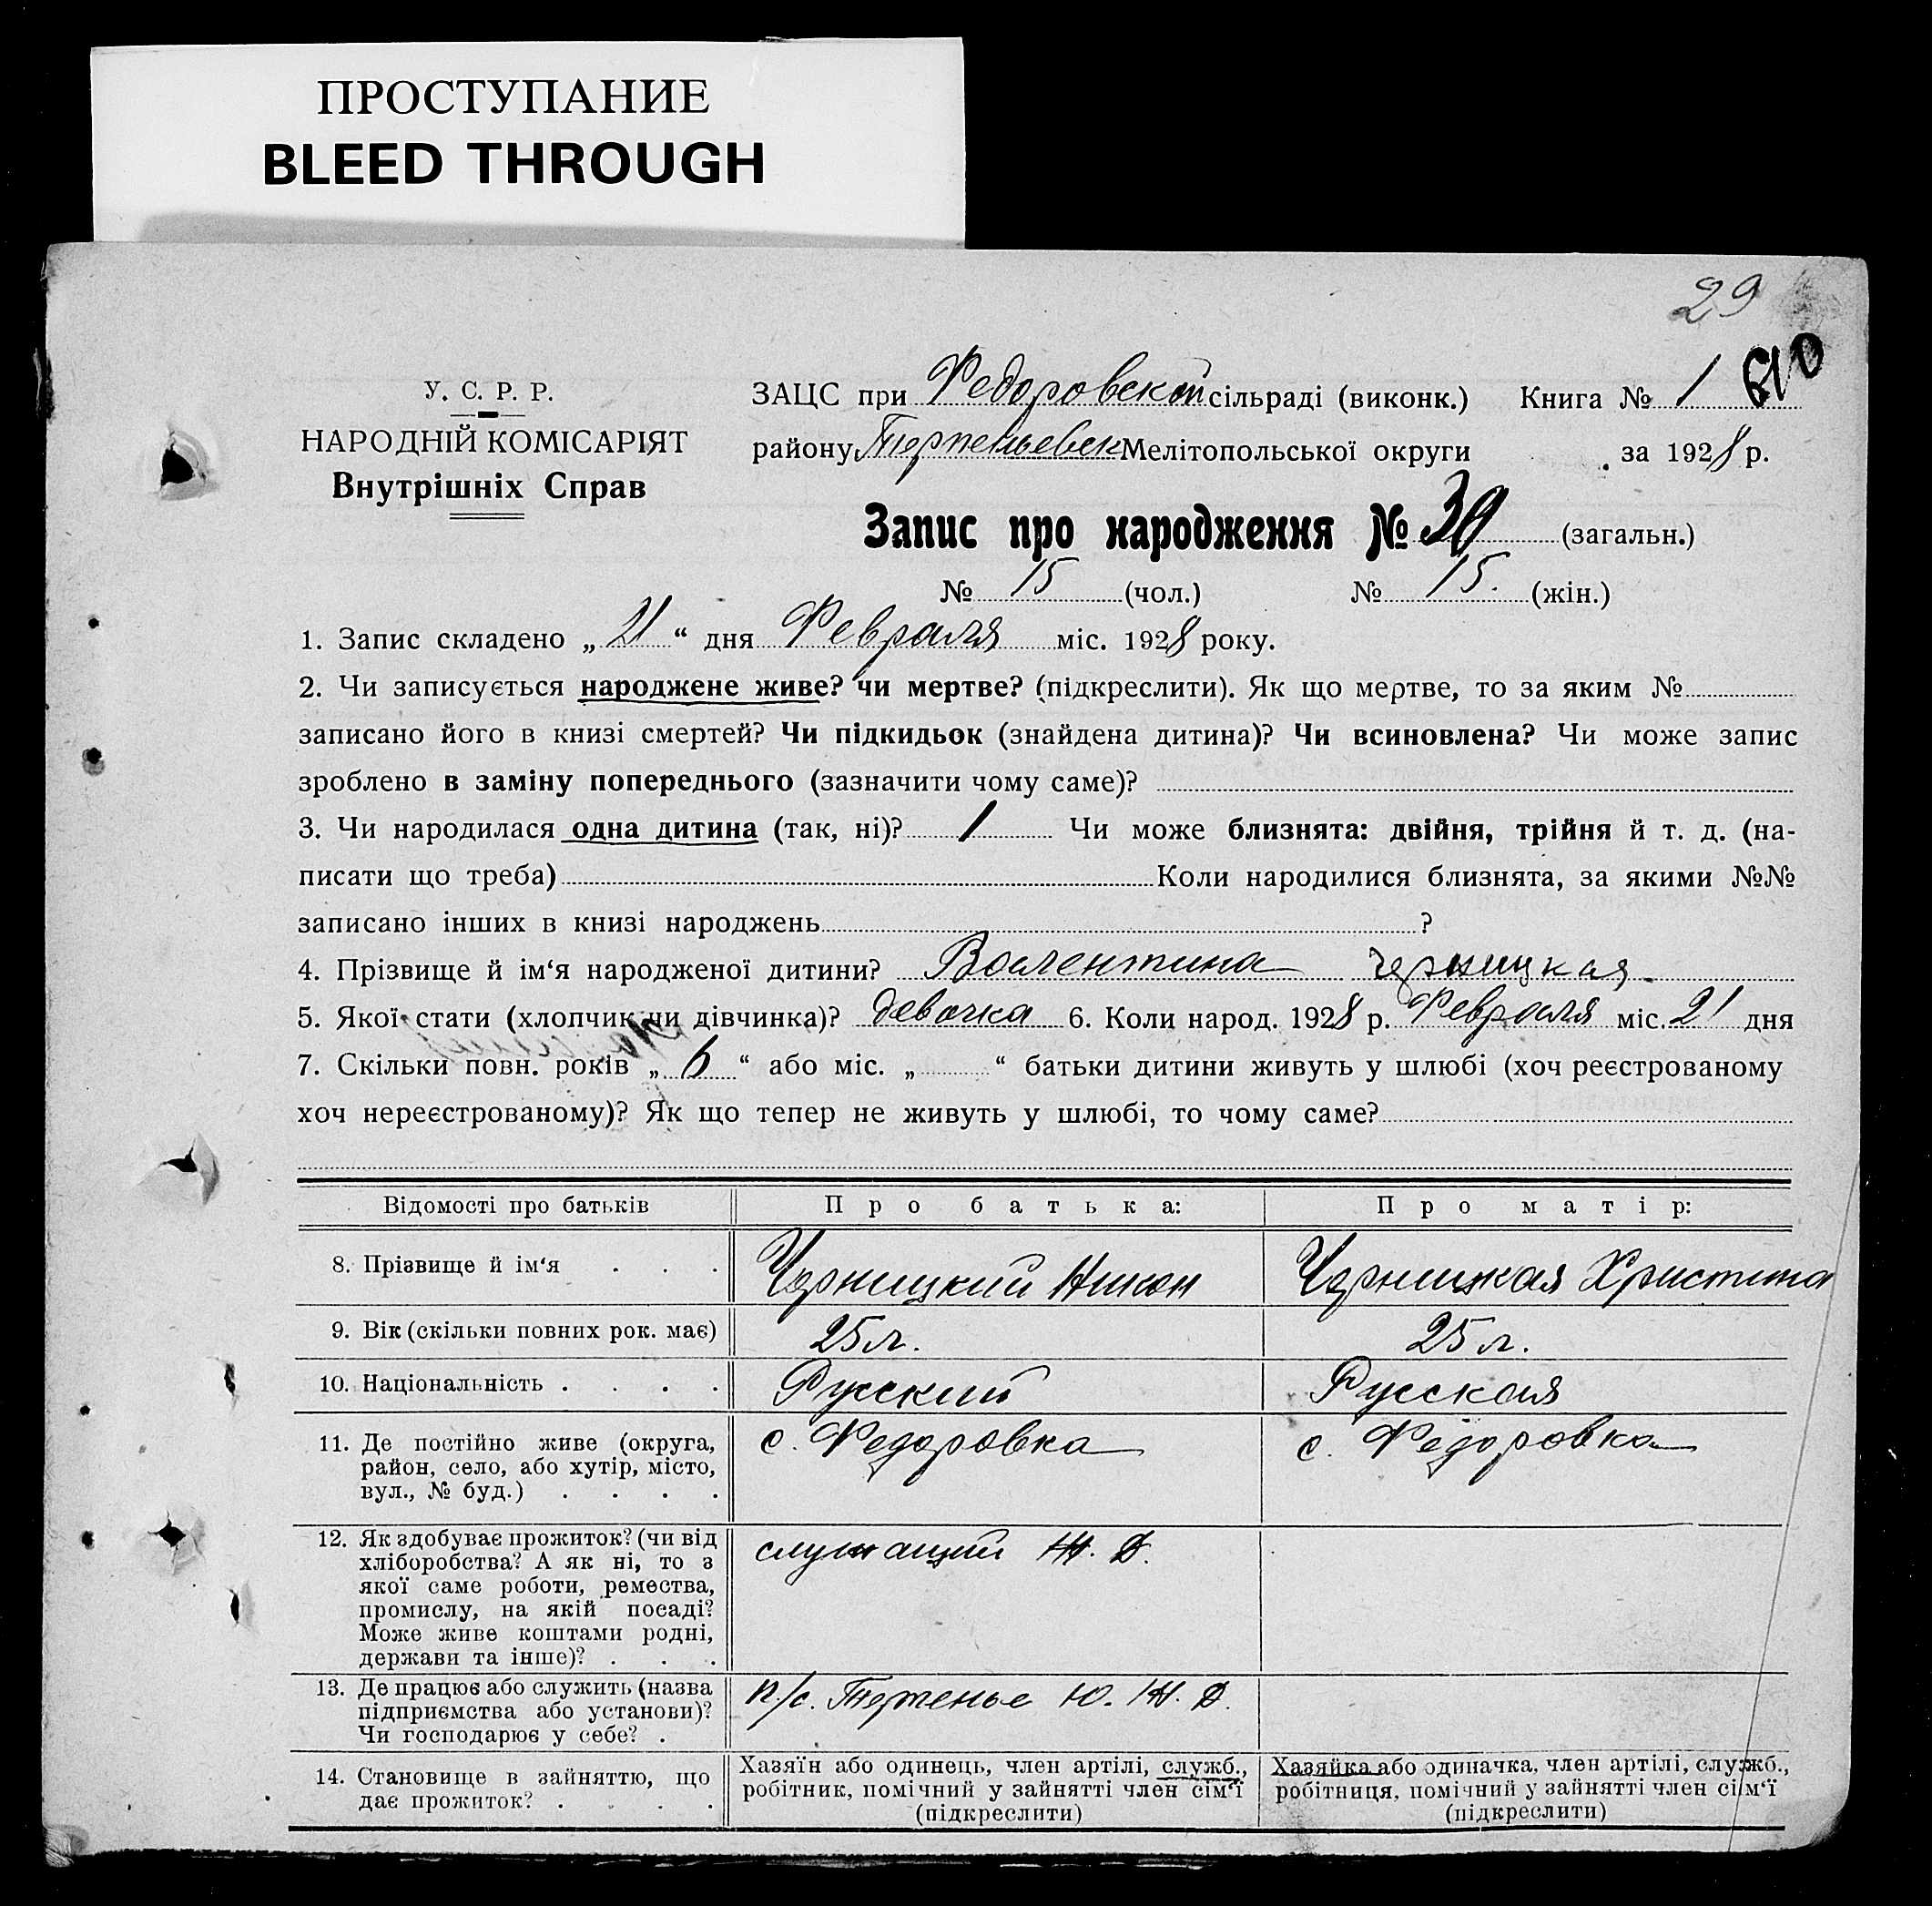 ПРОСТУПАНИЕ
BLEED THROUGH
29
У. С. Р. Р.
НАРОДНІЙ КОМІСАРІЯТ
Внутрішніх Справ
ЗАЦС при Федоровской сільраді (виконк.) Книга № 1
району Терпеньевск Мелітопольської округи за 1928 р.
Запис про народження № 30 (загальн.)
№ 15 (чол.) № 15. (жін.)
1. Запис складено „ 21 “ дня Февраля міс. 1928 року.
2. Чи записується народжене живе? чи мертве? (підкреслити). Як що мертве, то за яким №
записано його в книзі смертей? Чи підкидьок (знайдена дитина)? Чи всиновлена? Чи може запис
зроблено в заміну попереднього (зазначити чому саме)?
3. Чи народилася одна дитина (так, ні)? 1 Чи може близнята: двійня, трійня й т. д. (на-
писати що треба) Коли народилися близнята, за якими №№
записано інших в книзі народжень ?
4. Прізвище й ім‘я народженої дитини? Валентина Черницкая
5. Якої стати (хлопчик чи дівчинка)? девочка 6. Коли народ. 1928 р. Февраля міс. 21 дня
7. Скільки повн. років „ “ або міс. „ “ батьки дитини живуть у шлюбі (хоч реєстрованому
хоч нереєстрованому)? Як що тепер не живуть у шлюбі, то чому саме?
Відомості про батьків
Про батька:
Про матір:
8. Прізвище й ім‘я . . .
Черницкий Никон
Черницкая Христина
9. Вік (скільки повних рок. має)
25 л.
25 л.
10. Національність . . . .
Русский
Русская
11. Де постійно живе (округа,
район, село, або хутір, місто,
вул., № буд.) . . . .
с. Федоровка
с. Федоровка
12. Як здобуває прожиток? (чи від
хліборобства? А як ні, то з
якої саме роботи, ремества,
промислу, на якій посаді?
Може живе коштами родні,
держави та інше)? . . .
служащий Ж. Д.
13. Де працює або служить (назва
підприємства або установи)?
Чи господарює у себе? .
п/с. Терпенье Ю. Ж. Д.
14. Становище в зайняттю, що
дає прожиток? . . . .
Хазяїн або одинець, член артілі, служб.,
робітник, помічний у зайнятті член сім‘ї
(підкреслити)
Хазяйка або одиначка, член артілі, служб.,
робітниця, помічний у зайнятті член сім‘ї
(підкреслити)